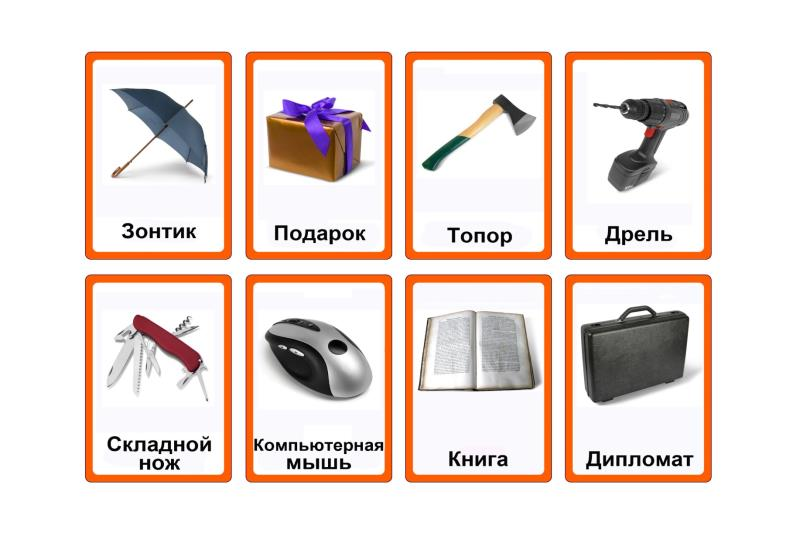 Зонтик
Подарок
Топор
Дрель
Складной
нож
Компьютерная
мышь
Книга
Дипломат